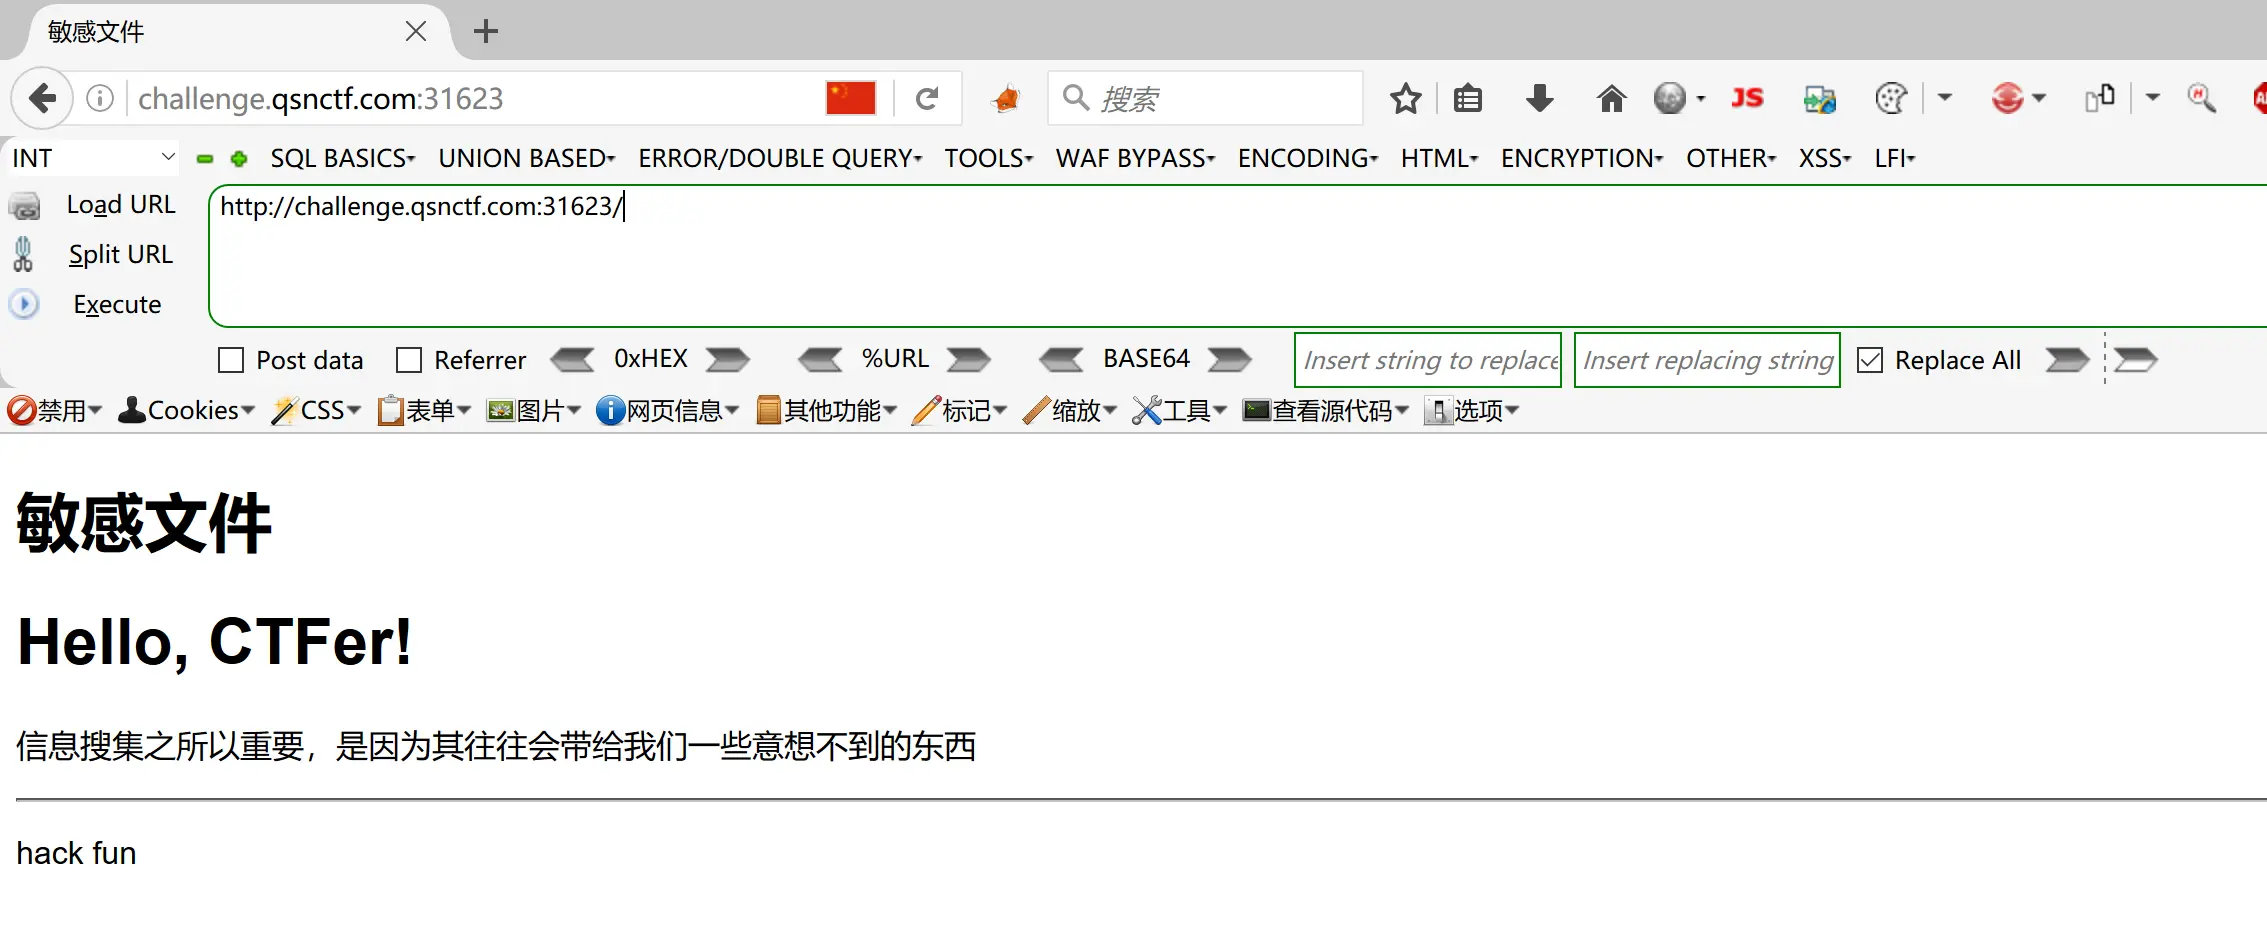 敏感文件
challenge.qsnctf.com:31623 搜索 JS
INT SQL BASICS UNION BASED ERROR/DOUBLE QUERY TOOLS WAF BYPASS ENCODING HTML ENCRYPTION OTHER XSS LFI
Load URL http://challenge.qsnctf.com:31623/
Split URL
Execute
Post data Referrer 0xHEX %URL BASE64 Insert string to replace Insert replacing string Replace All
禁用 Cookies CSS 表单 图片 网页信息 其他功能 标记 缩放 工具 查看源代码 选项
敏感文件
Hello, CTFer!
信息搜集之所以重要，是因为其往往会带给我们一些意想不到的东西
hack fun